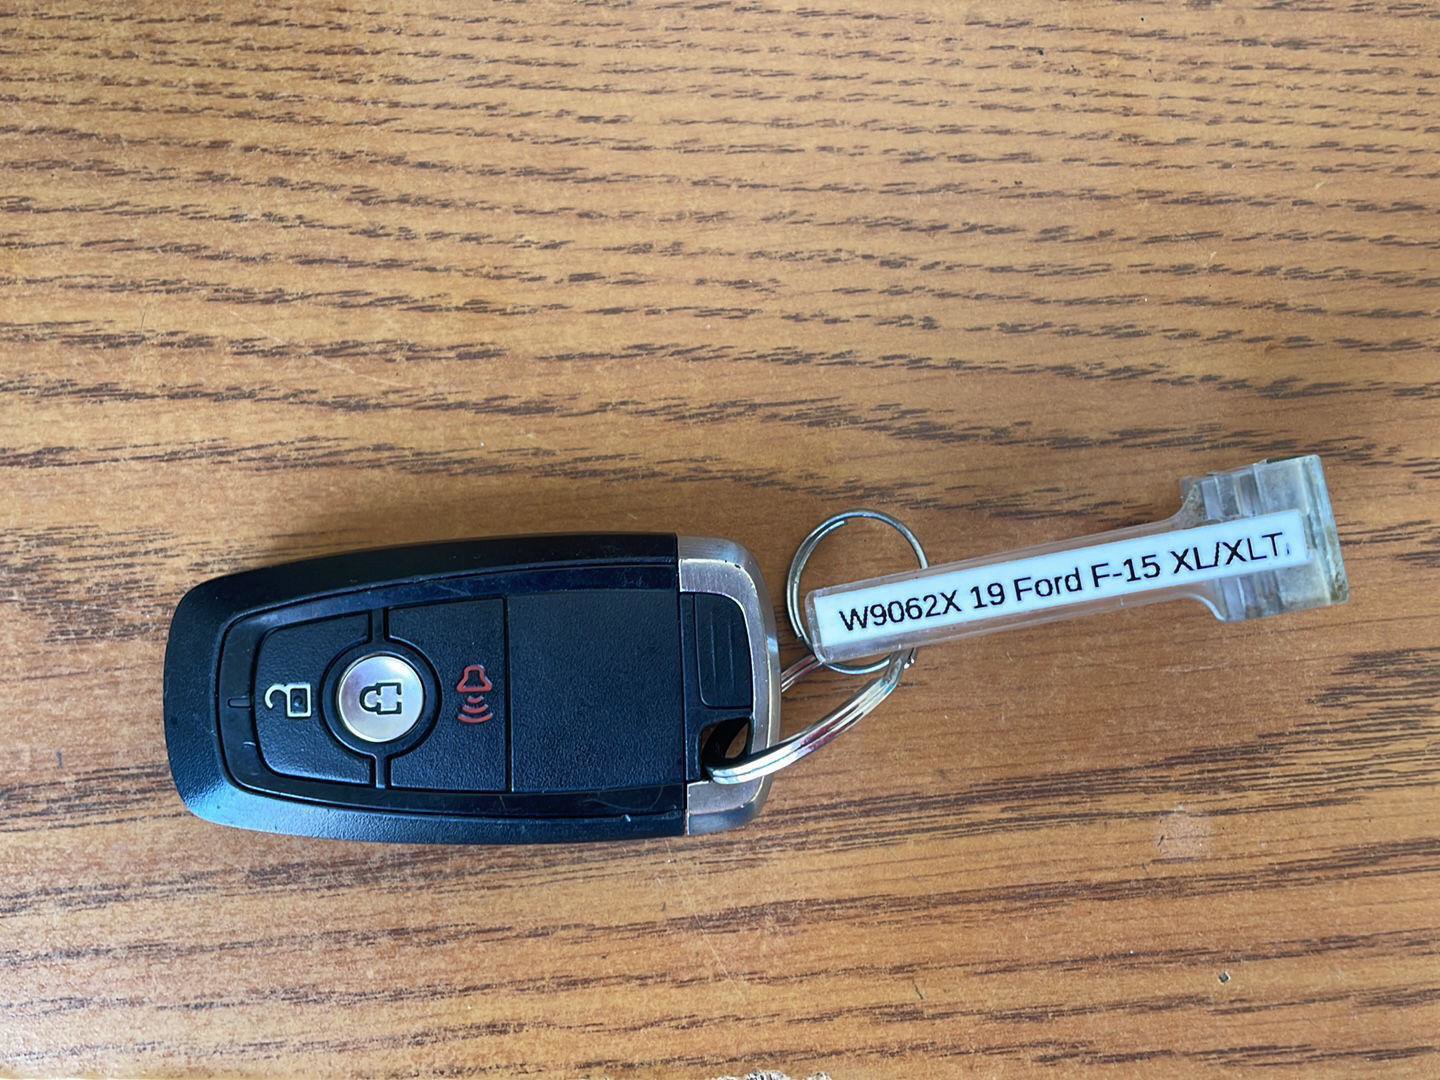 W9062X 19 Ford F-15 XL/XLT,